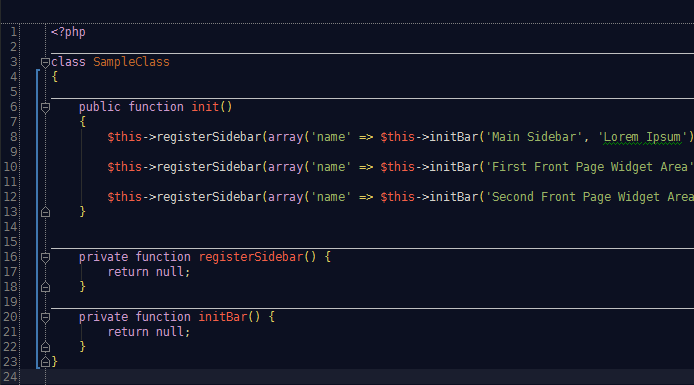 1 <?php
2
3 class SampleClass
4 {
5
6 public function init()
7 {
8 $this->registerSidebar(array('name' => $this->initBar('Main Sidebar', 'Lorem Ipsum')
9
10 $this->registerSidebar(array('name' => $this->initBar('First Front Page Widget Area'
11
12 $this->registerSidebar(array('name' => $this->initBar('Second Front Page Widget Area
13 }
14
15
16 private function registerSidebar() {
17 return null;
18 }
19
20 private function initBar() {
21 return null;
22 }
23 }
24